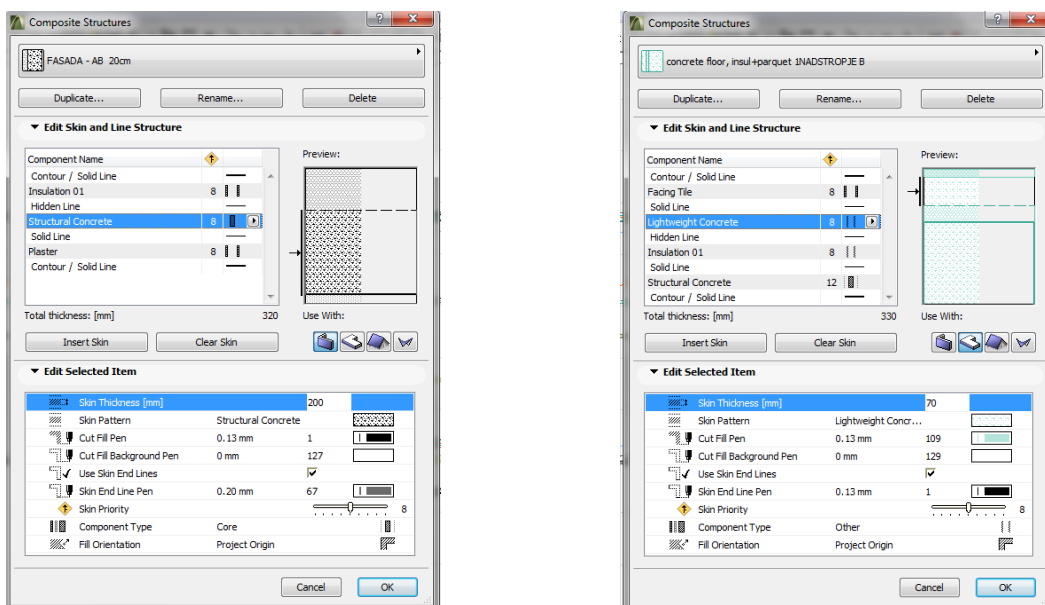 Composite Structures
FASADA - AB 20cm
Duplicate... Rename... Delete
Edit Skin and Line Structure
Component Name
Preview:
Contour / Solid Line
Insulation 01 8
Hidden Line
Structural Concrete 8
Solid Line
Plaster 8
Contour / Solid Line
Total thickness: [mm] 320
Use With:
Insert Skin Clear Skin
Edit Selected Item
Skin Thickness [mm] 200
Skin Pattern Structural Concrete
Cut Fill Pen 0.13 mm 1
Cut Fill Background Pen 0 mm 127
Use Skin End Lines
Skin End Line Pen 0.20 mm 67
Skin Priority 8
Component Type Core
Fill Orientation Project Origin
Cancel OK
Composite Structures
concrete floor, insul+parquet 1NADSTROPJE B
Duplicate... Rename... Delete
Edit Skin and Line Structure
Component Name
Preview:
Contour / Solid Line
Facing Tile 8
Solid Line
Lightweight Concrete 8
Hidden Line
Insulation 01 8
Solid Line
Structural Concrete 12
Contour / Solid Line
Total thickness: [mm] 330
Use With:
Insert Skin Clear Skin
Edit Selected Item
Skin Thickness [mm] 70
Skin Pattern Lightweight Concr...
Cut Fill Pen 0.13 mm 109
Cut Fill Background Pen 0 mm 129
Use Skin End Lines
Skin End Line Pen 0.13 mm 1
Skin Priority 8
Component Type Other
Fill Orientation Project Origin
Cancel OK